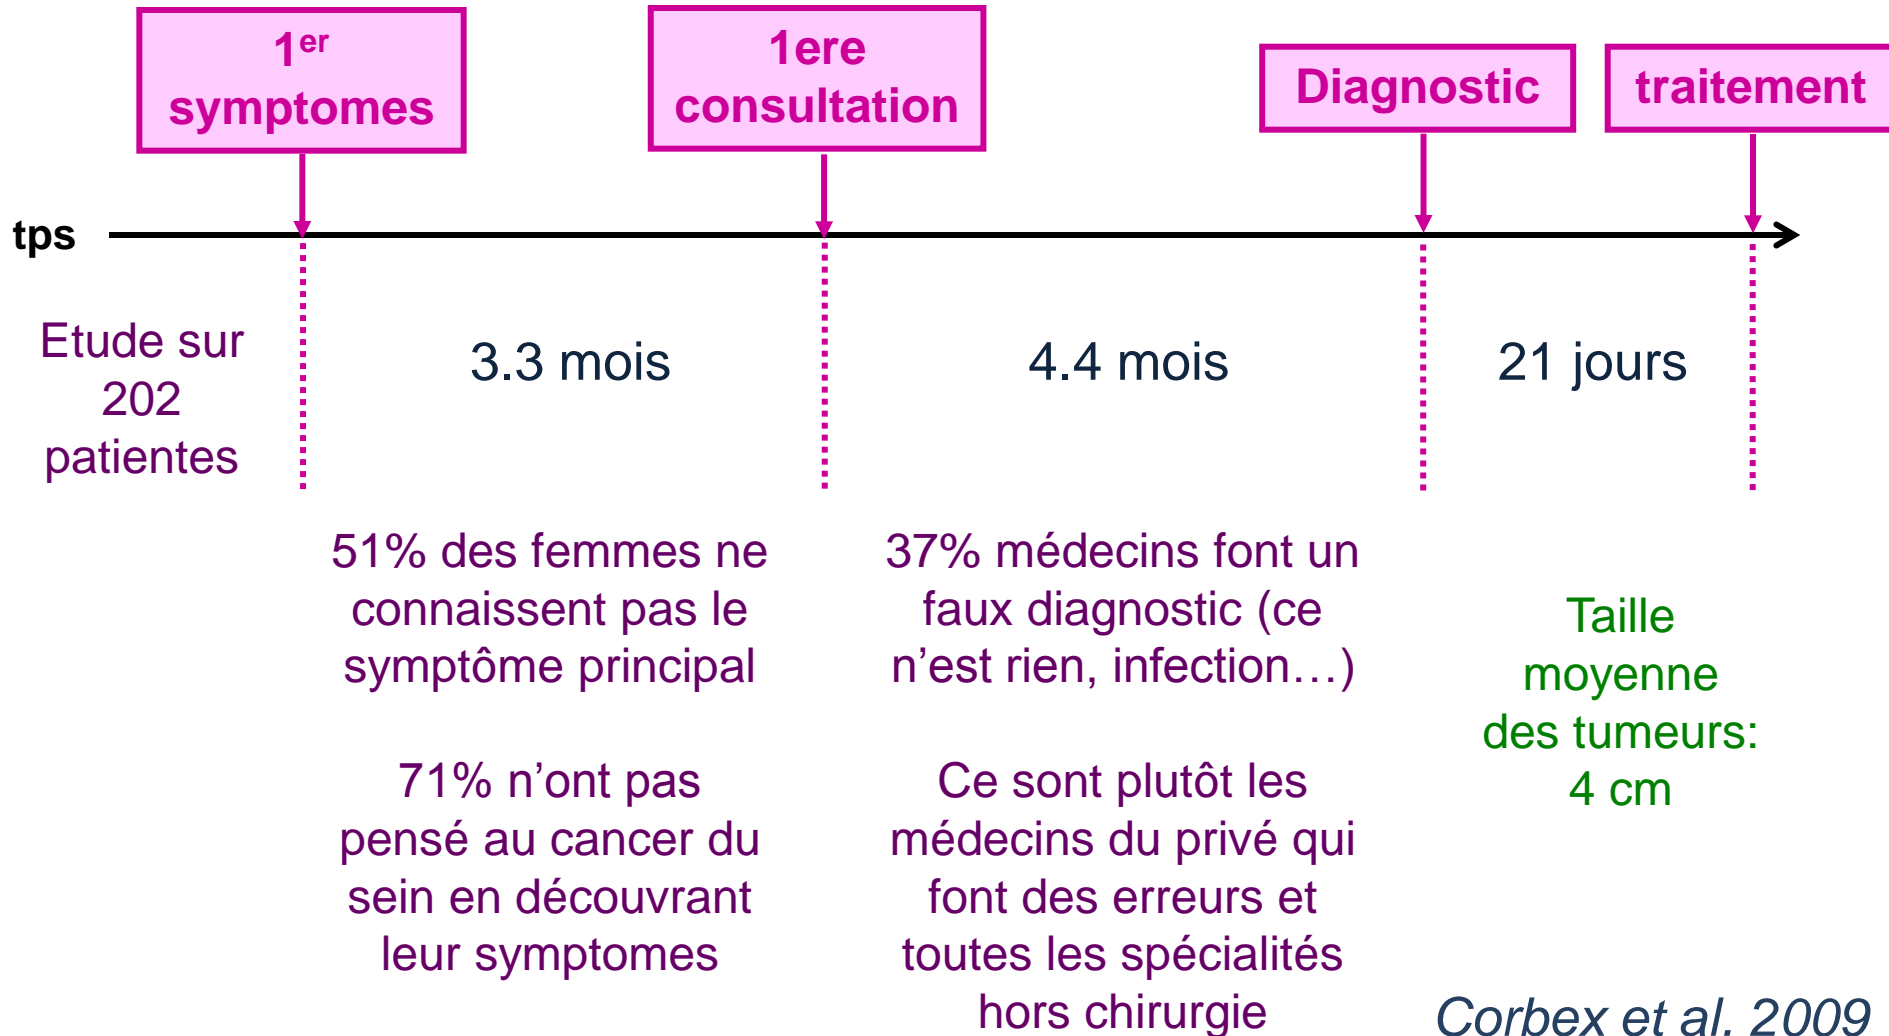 1er
symptomes
1ere
consultation
Diagnostic
traitement
tps
Etude sur
202
patientes
3.3 mois
4.4 mois
21 jours
51% des femmes ne
connaissent pas le
symptôme principal
71% n’ont pas
pensé au cancer du
sein en découvrant
leur symptomes
37% médecins font un
faux diagnostic (ce
n’est rien, infection…)
Ce sont plutôt les
médecins du privé qui
font des erreurs et
toutes les spécialités
hors chirurgie
Taille
moyenne
des tumeurs:
4 cm
Corbex et al. 2009